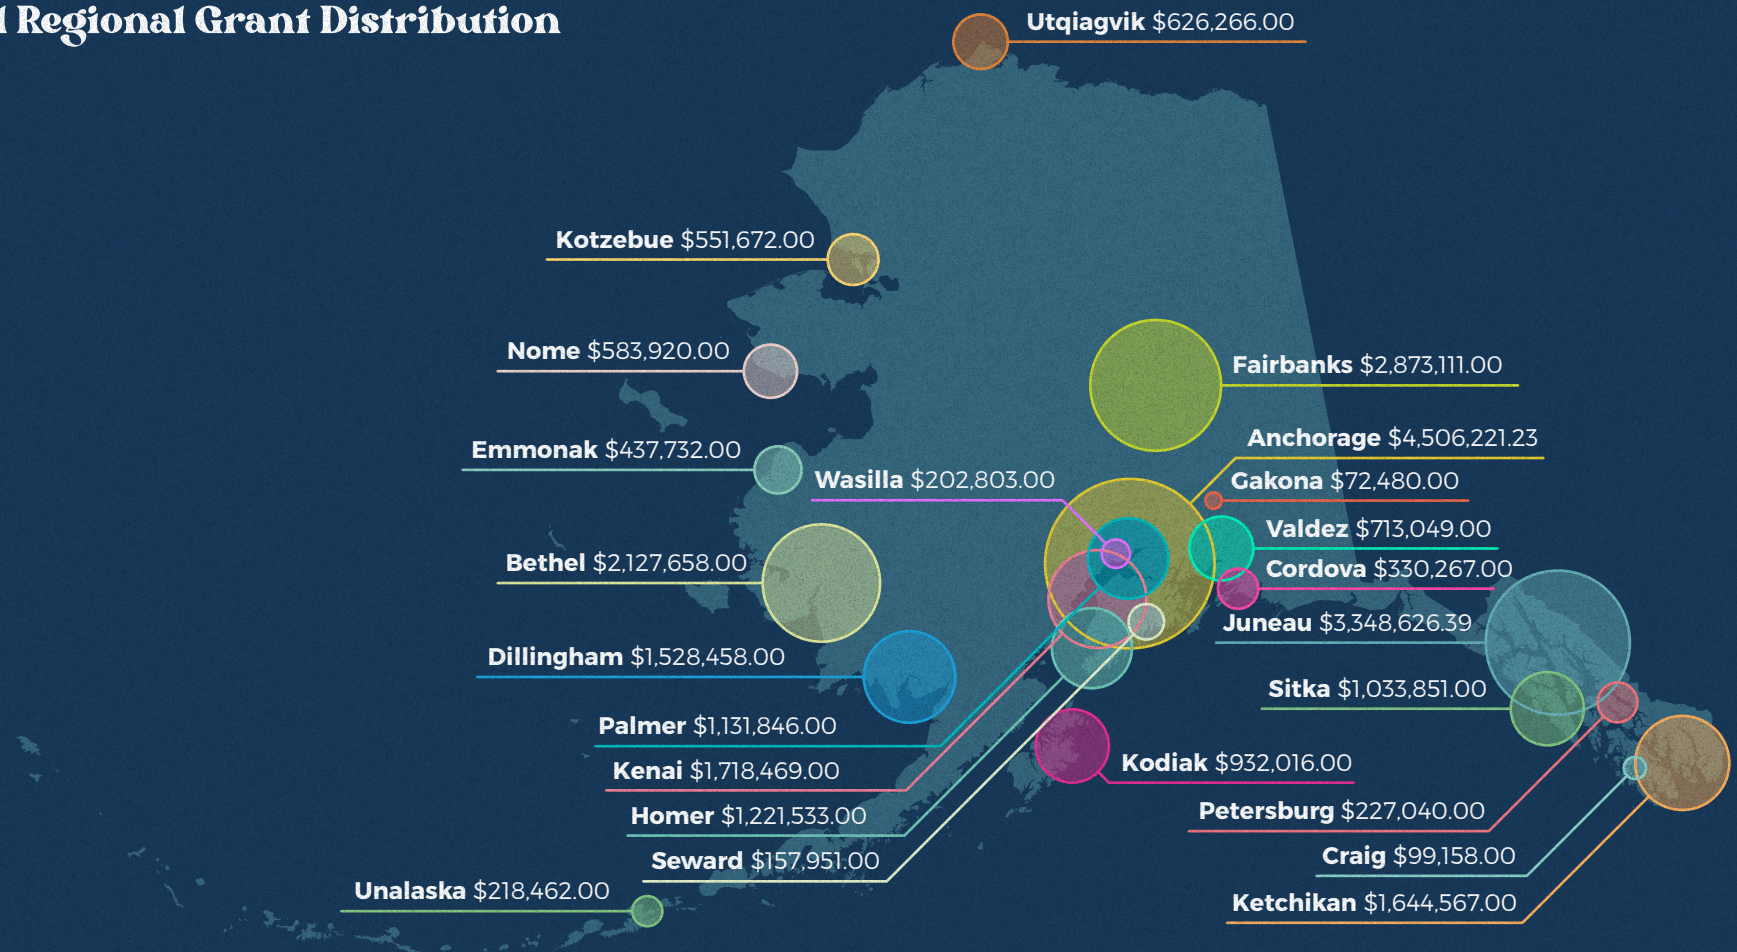 Regional Grant Distribution
Utqiagvik $626,266.00
Kotzebue $551,672.00
Nome $583,920.00
Fairbanks $2,873,111.00
Anchorage $4,506,221.23
Emmonak $437,732.00
Wasilla $202,803.00
Gakona $72,480.00
Valdez $713,049.00
Bethel $2,127,658.00
Cordova $330,267.00
Juneau $3,348,626.39
Dillingham $1,528,458.00
Sitka $1,033,851.00
Palmer $1,131,846.00
Kodiak $932,016.00
Kenai $1,718,469.00
Petersburg $227,040.00
Homer $1,221,533.00
Craig $99,158.00
Seward $157,951.00
Unalaska $218,462.00
Ketchikan $1,644,567.00